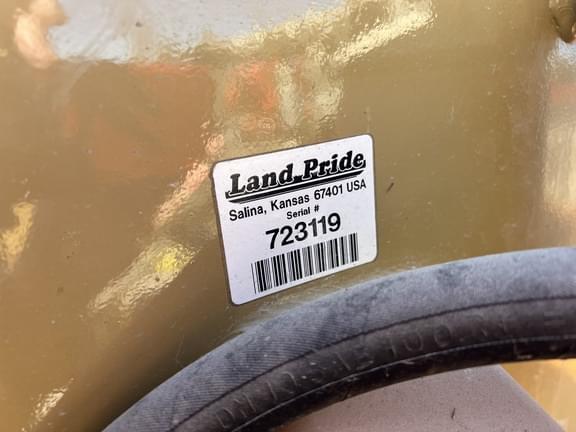 Land Pride
Salina, Kansas 67401 USA
Serial #
723119